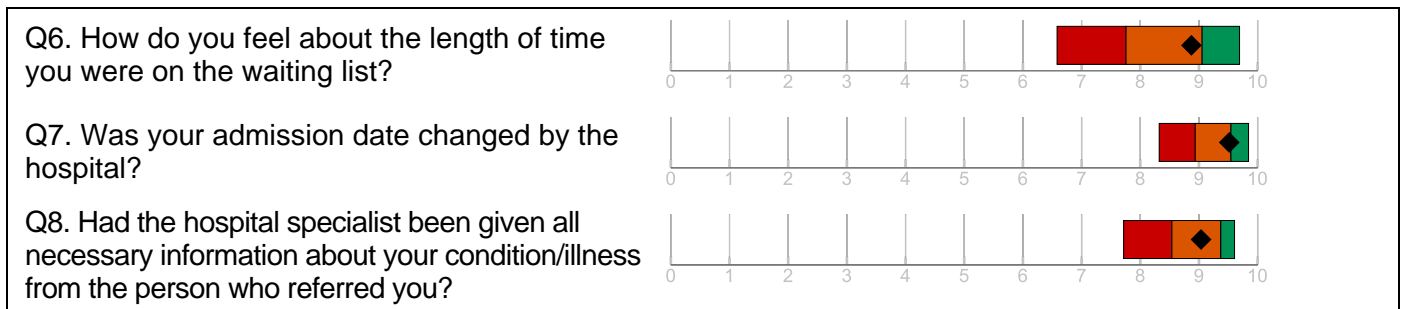 Q6. How do you feel about the length of time
you were on the waiting list?
0 1 2 3 4 5 6 7 8 9 10
Q7. Was your admission date changed by the
hospital?
0 1 2 3 4 5 6 7 8 9 10
Q8. Had the hospital specialist been given all
necessary information about your condition/illness
from the person who referred you?
0 1 2 3 4 5 6 7 8 9 10